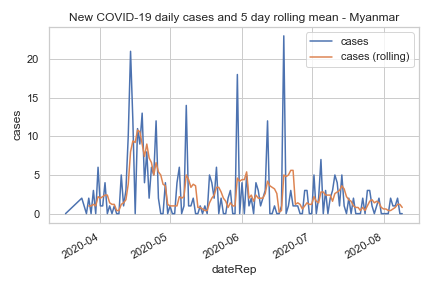 New COVID-19 daily cases and 5 day rolling mean - Myanmar
cases
cases (rolling)
20
15
10
5
0
cases
2020-04
2020-05
2020-06
2020-07
2020-08
dateRep